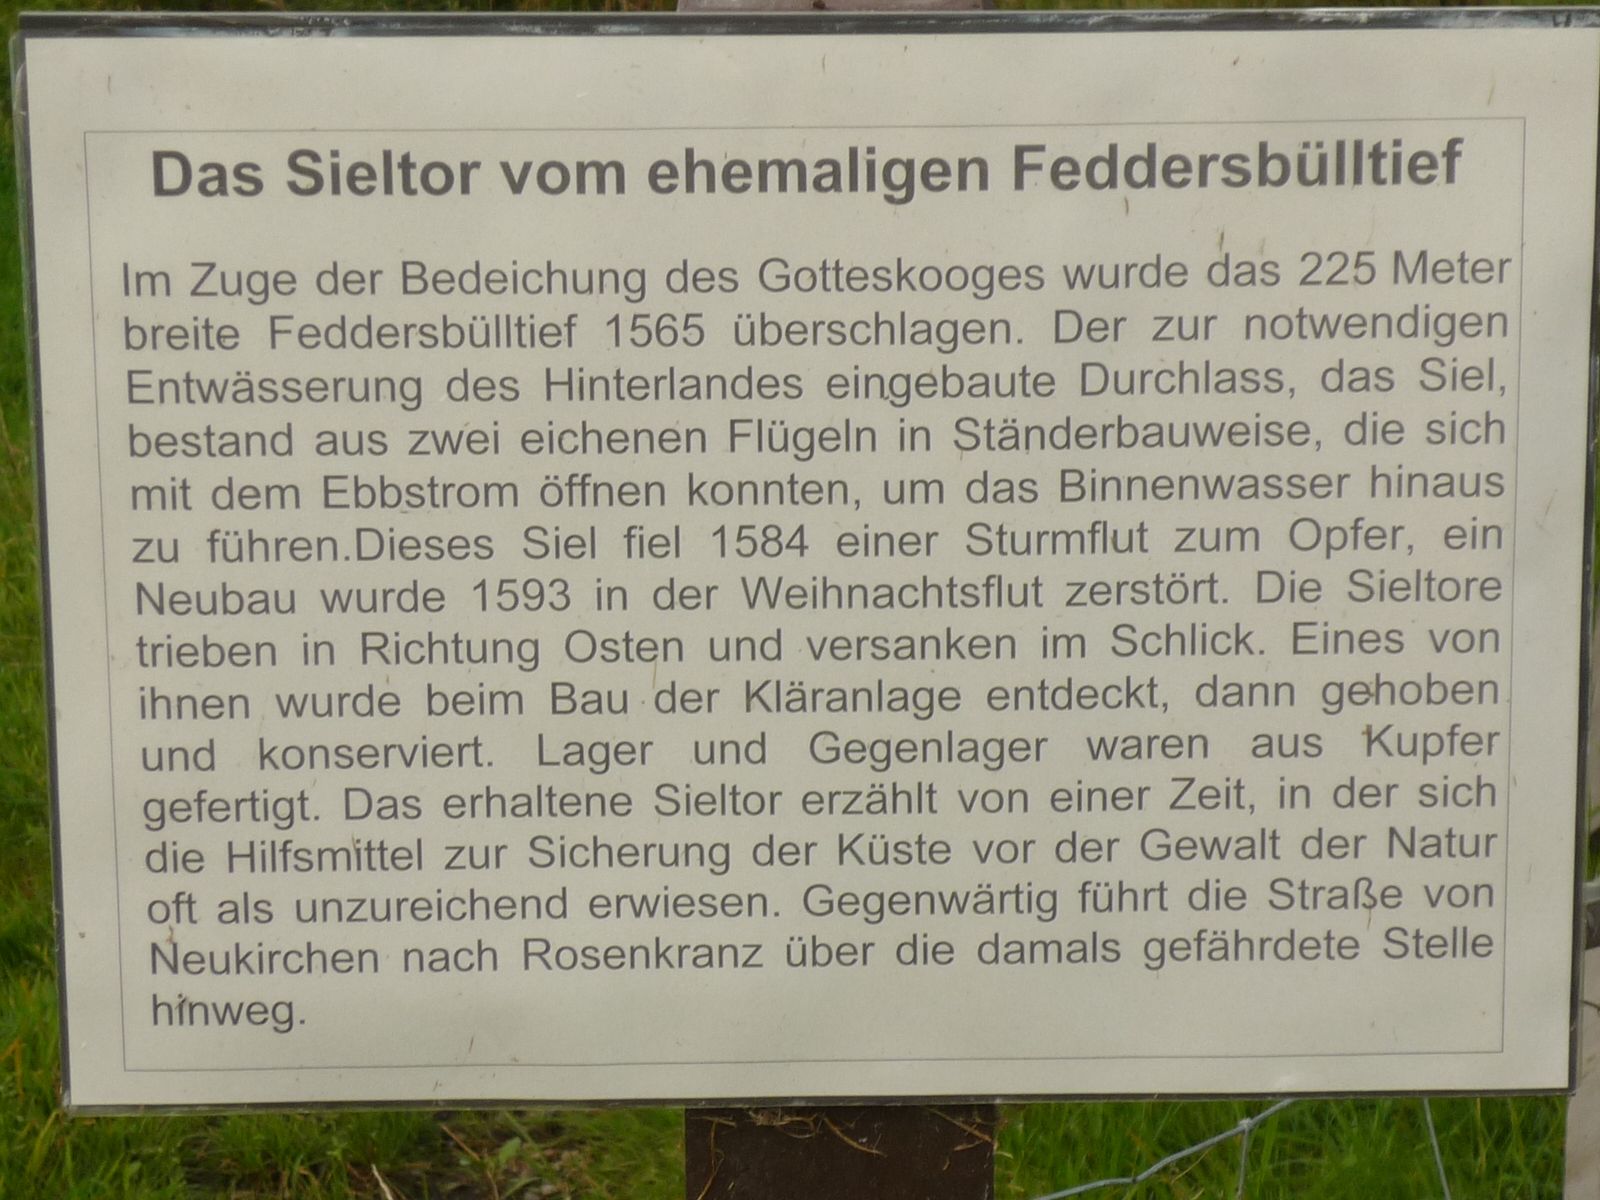 Das Sieltor vom ehemaligen Feddersbülltief
Im Zuge der Bedeichung des Gotteskooges wurde das 225 Meter
breite Feddersbülltief 1565 überschlagen. Der zur notwendigen
Entwässerung des Hinterlandes eingebaute Durchlass, das Siel,
bestand aus zwei eichenen Flügeln in Ständerbauweise, die sich
mit dem Ebbstrom öffnen konnten, um das Binnenwasser hinaus
zu führen.Dieses Siel fiel 1584 einer Sturmflut zum Opfer, ein
Neubau wurde 1593 in der Weihnachtsflut zerstört. Die Sieltore
trieben in Richtung Osten und versanken im Schlick. Eines von
ihnen wurde beim Bau der Kläranlage entdeckt, dann gehoben
und konserviert. Lager und Gegenlager waren aus Kupfer
gefertigt. Das erhaltene Sieltor erzählt von einer Zeit, in der sich
die Hilfsmittel zur Sicherung der Küste vor der Gewalt der Natur
oft als unzureichend erwiesen. Gegenwärtig führt die Straße von
Neukirchen nach Rosenkranz über die damals gefährdete Stelle
hinweg.